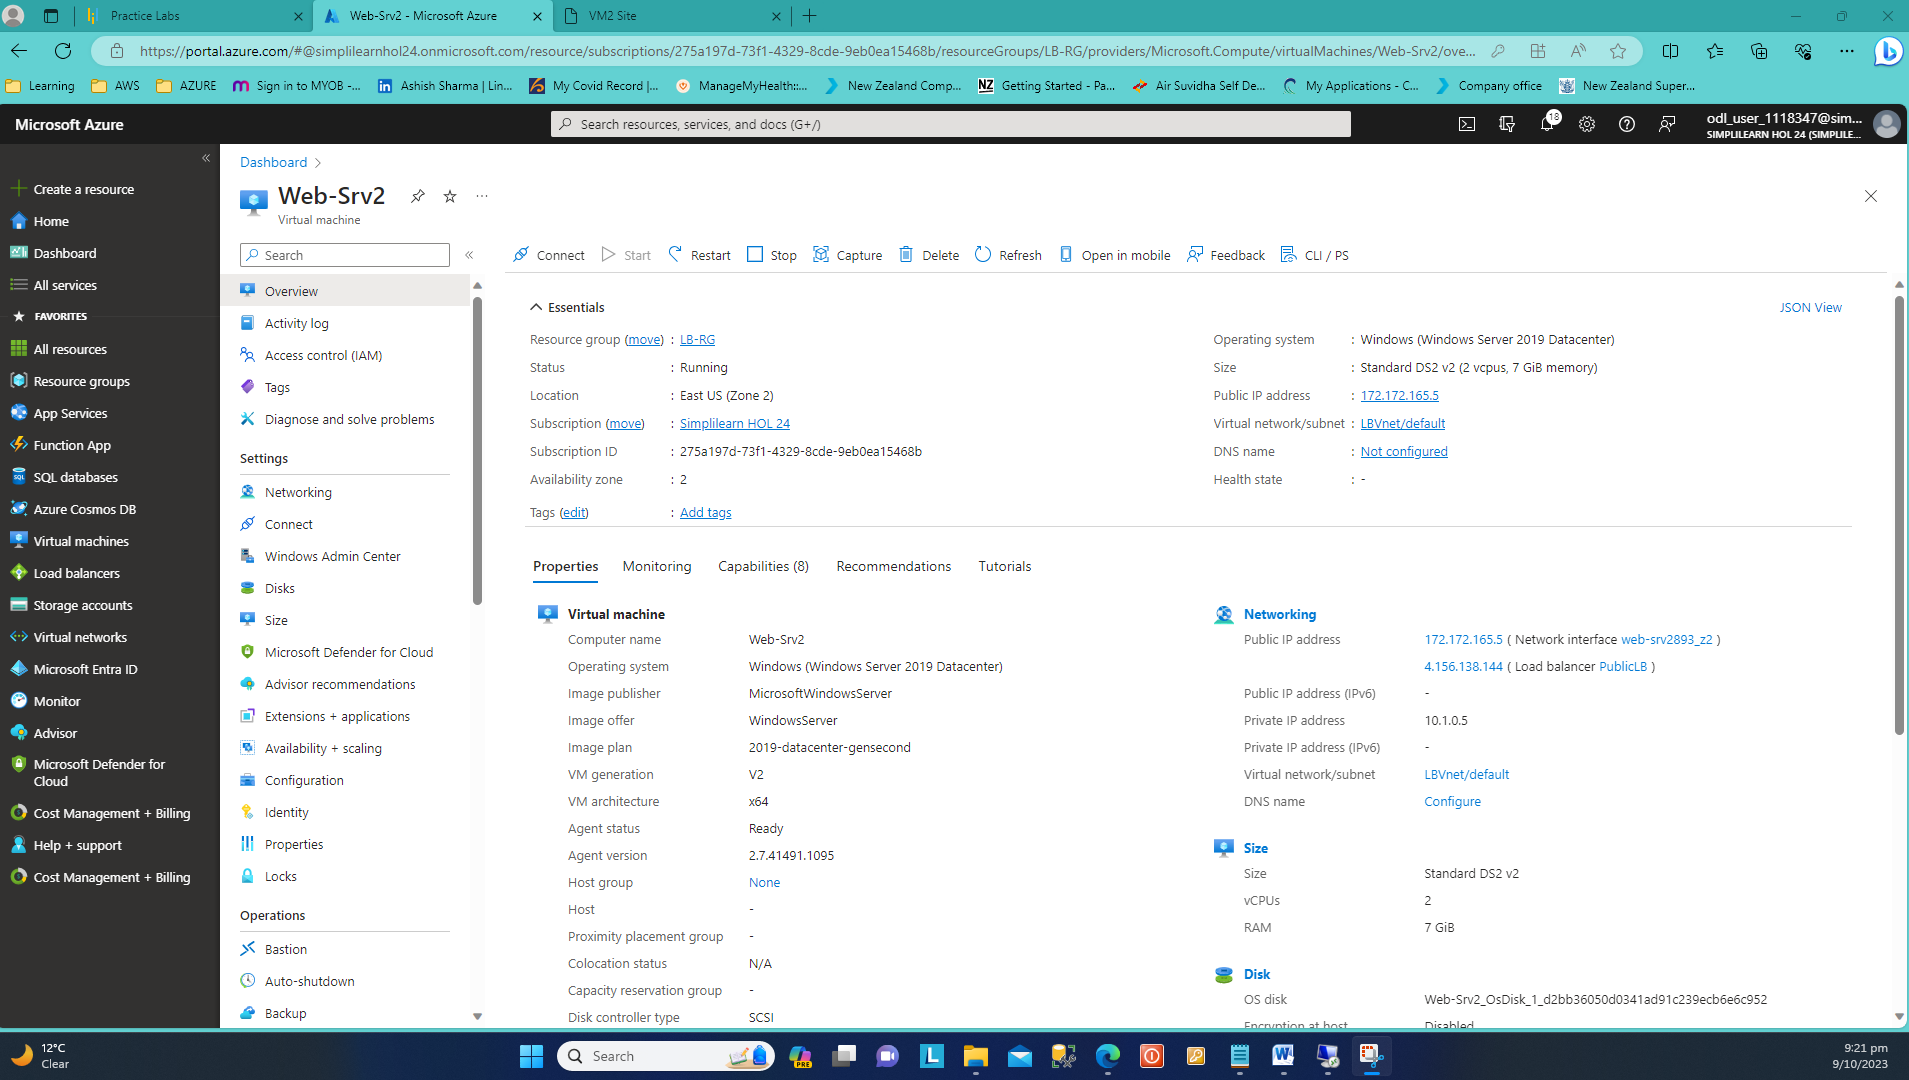 Practice Labs
Web-Srv2 - Microsoft Azure
VM2 Site
https://portal.azure.com/#@simplilearnhol24.onmicrosoft.com/resource/subscriptions/275a197d-73f1-4329-8cde-9eb0ea15468b/resourceGroups/LB-RG/providers/Microsoft.Compute/virtualMachines/Web-Srv2/ove...
Learning
AWS
AZURE
Sign in to MYOB -...
Ashish Sharma | Lin...
My Covid Record |...
ManageMyHealth::...
New Zealand Comp...
NZ
Getting Started - Pa...
Air Suvidha Self De...
My Applications - C...
Company office
New Zealand Super...
Microsoft Azure
Search resources, services, and docs (G+/)
18
odl_user_1118347@sim...
SIMPLILEARN HOL 24 (SIMPLILE...
Create a resource
Home
Dashboard
All services
FAVORITES
All resources
Resource groups
App Services
Function App
SQL databases
Azure Cosmos DB
Virtual machines
Load balancers
Storage accounts
Virtual networks
Microsoft Entra ID
Monitor
Advisor
Microsoft Defender for
Cloud
Cost Management + Billing
Help + support
Cost Management + Billing
Dashboard
Web-Srv2
Virtual machine
Search
Overview
Activity log
Access control (IAM)
Tags
Diagnose and solve problems
Settings
Networking
Connect
Windows Admin Center
Disks
Size
Microsoft Defender for Cloud
Advisor recommendations
Extensions + applications
Availability + scaling
Configuration
Identity
Properties
Locks
Operations
Bastion
Auto-shutdown
Backup
Connect
Start
Restart
Stop
Capture
Delete
Refresh
Open in mobile
Feedback
CLI / PS
Essentials
JSON View
Resource group (move) : LB-RG
Status : Running
Location : East US (Zone 2)
Subscription (move) : Simplilearn HOL 24
Subscription ID : 275a197d-73f1-4329-8cde-9eb0ea15468b
Availability zone : 2
Tags (edit) : Add tags
Operating system : Windows (Windows Server 2019 Datacenter)
Size : Standard DS2 v2 (2 vcpus, 7 GiB memory)
Public IP address : 172.172.165.5
Virtual network/subnet : LBVnet/default
DNS name : Not configured
Health state : -
Properties
Monitoring
Capabilities (8)
Recommendations
Tutorials
Virtual machine
Computer name Web-Srv2
Operating system Windows (Windows Server 2019 Datacenter)
Image publisher MicrosoftWindowsServer
Image offer WindowsServer
Image plan 2019-datacenter-gensecond
VM generation V2
VM architecture x64
Agent status Ready
Agent version 2.7.41491.1095
Host group None
Host -
Proximity placement group -
Colocation status N/A
Capacity reservation group -
Disk controller type SCSI
Networking
Public IP address 172.172.165.5 ( Network interface web-srv2893_z2 )
4.156.138.144 ( Load balancer PublicLB )
Public IP address (IPv6) -
Private IP address 10.1.0.5
Private IP address (IPv6) -
Virtual network/subnet LBVnet/default
DNS name Configure
Size
Size Standard DS2 v2
vCPUs 2
RAM 7 GiB
Disk
OS disk Web-Srv2_OsDisk_1_d2bb36050d0341ad91c239ecb6e6c952
Encryption at host Disabled
12°C
Clear
Search
PRE
9:21 pm
9/10/2023